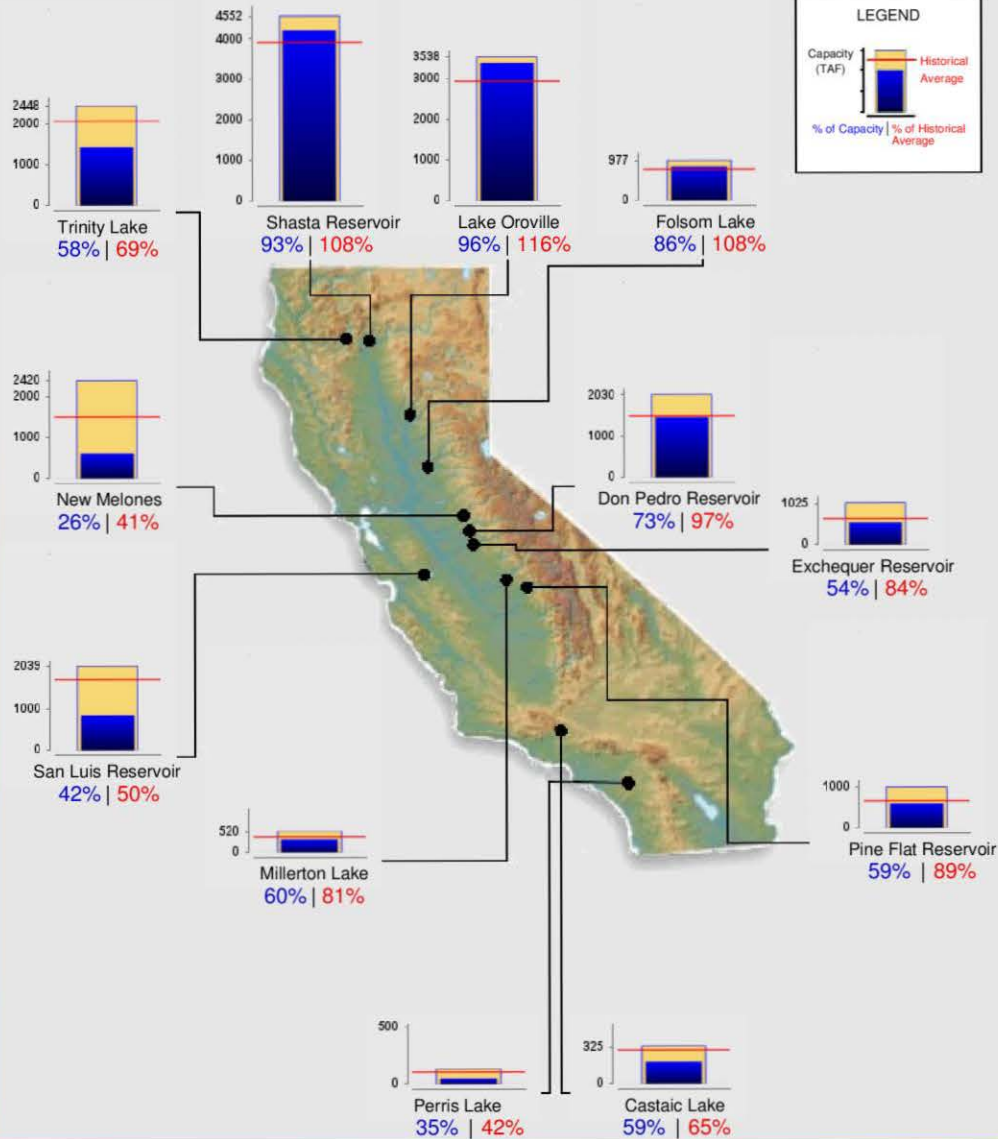 4552
4000
3000
2000
1000
0
Shasta Reservoir
93% | 108%
3538
3000
2000
1000
0
Lake Oroville
96% | 116%
LEGEND
Capacity
(TAF)
Historical
Average
% of Capacity | % of Historical
Average
2448
2000
1000
0
Trinity Lake
58% | 69%
977
0
Folsom Lake
86% | 108%
2420
2000
1000
0
New Melones
26% | 41%
2030
1000
0
Don Pedro Reservoir
73% | 97%
1025
0
Exchequer Reservoir
54% | 84%
2039
1000
0
San Luis Reservoir
42% | 50%
520
0
Millerton Lake
60% | 81%
1000
0
Pine Flat Reservoir
59% | 89%
500
0
Perris Lake
35% | 42%
325
0
Castaic Lake
59% | 65%